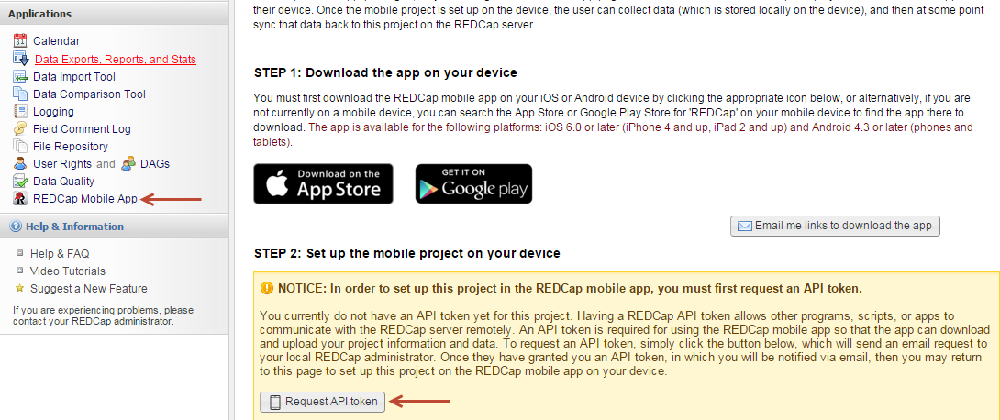 Applications
Calendar
Data Exports, Reports, and Stats
Data Import Tool
Data Comparison Tool
Logging
Field Comment Log
File Repository
User Rights and DAGs
Data Quality
REDCap Mobile App
Help & Information
Help & FAQ
Video Tutorials
Suggest a New Feature
If you are experiencing problems, please
contact your REDCap administrator.
their device. Once the mobile project is set up on the device, the user can collect data (which is stored locally on the device), and then at some point
sync that data back to this project on the REDCap server.
STEP 1: Download the app on your device
You must first download the REDCap mobile app on your iOS or Android device by clicking the appropriate icon below, or alternatively, if you are
not currently on a mobile device, you can search the App Store or Google Play Store for 'REDCap' on your mobile device to find the app there to
download. The app is available for the following platforms: iOS 6.0 or later (iPhone 4 and up, iPad 2 and up) and Android 4.3 or later (phones and
tablets).
Download on the
App Store
GET IT ON
Google play
Email me links to download the app
STEP 2: Set up the mobile project on your device
NOTICE: In order to set up this project in the REDCap mobile app, you must first request an API token.
You currently do not have an API token yet for this project. Having a REDCap API token allows other programs, scripts, or apps to
communicate with the REDCap server remotely. An API token is required for using the REDCap mobile app so that the app can download
and upload your project information and data. To request an API token, simply click the button below, which will send an email request to
your local REDCap administrator. Once they have granted you an API token, in which you will be notified via email, then you may return
to this page to set up this project on the REDCap mobile app on your device.
Request API token